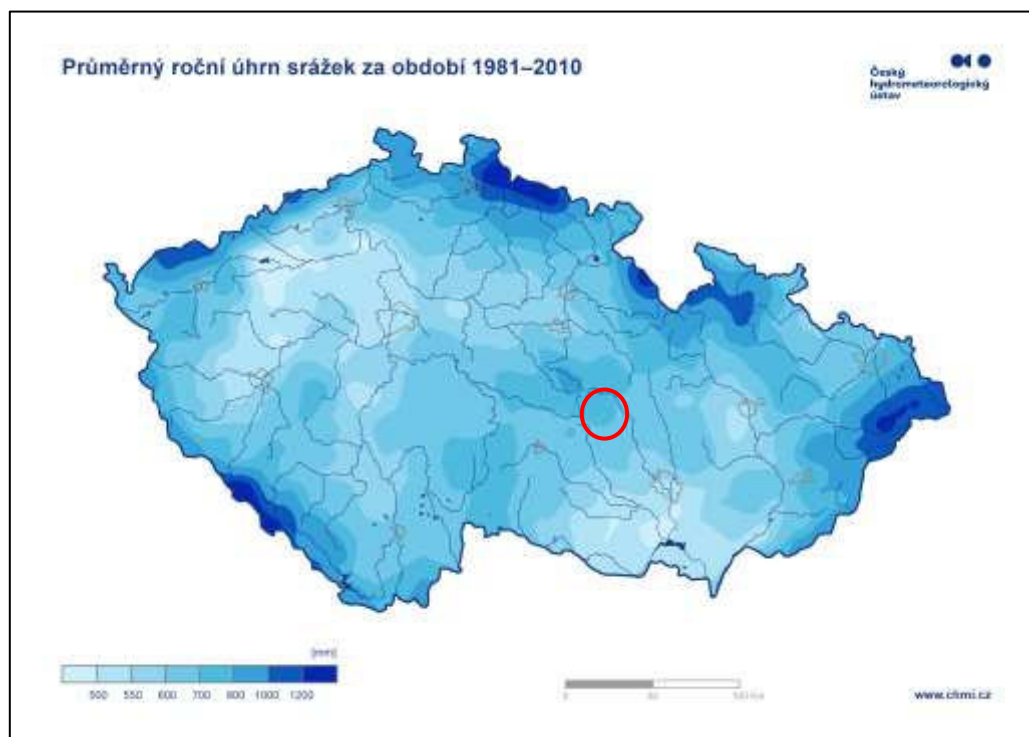 Průměrný roční úhrn srážek za období 1981–2010
Český
hydrometeorologický
ústav
[mm]
500 550 600 700 800 1000 1200
0
www.chmi.cz